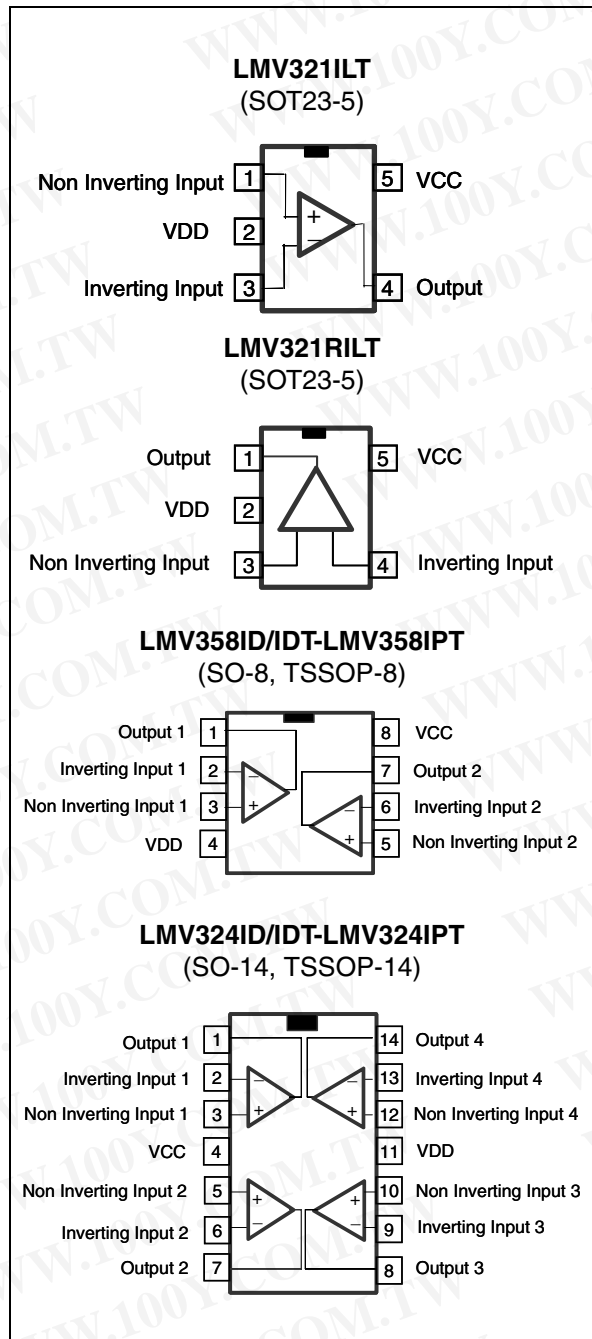 LMV321ILT
(SOT23-5)
Non Inverting Input 1 5 VCC
+
VDD 2
−
Inverting Input 3 4 Output
LMV321RILT
(SOT23-5)
Output 1 5 VCC
VDD 2
Non Inverting Input 3 4 Inverting Input
LMV358ID/IDT-LMV358IPT
(SO-8, TSSOP-8)
Output 1 1 8 VCC
Inverting Input 1 2 − 7 Output 2
Non Inverting Input 1 3 + − 6 Inverting Input 2
VDD 4 + 5 Non Inverting Input 2
LMV324ID/IDT-LMV324IPT
(SO-14, TSSOP-14)
Output 1 1 14 Output 4
Inverting Input 1 2 − − 13 Inverting Input 4
Non Inverting Input 1 3 + + 12 Non Inverting Input 4
VCC 4 11 VDD
Non Inverting Input 2 5 + + 10 Non Inverting Input 3
Inverting Input 2 6 − − 9 Inverting Input 3
Output 2 7 8 Output 3
WWW.100Y.COM.TW